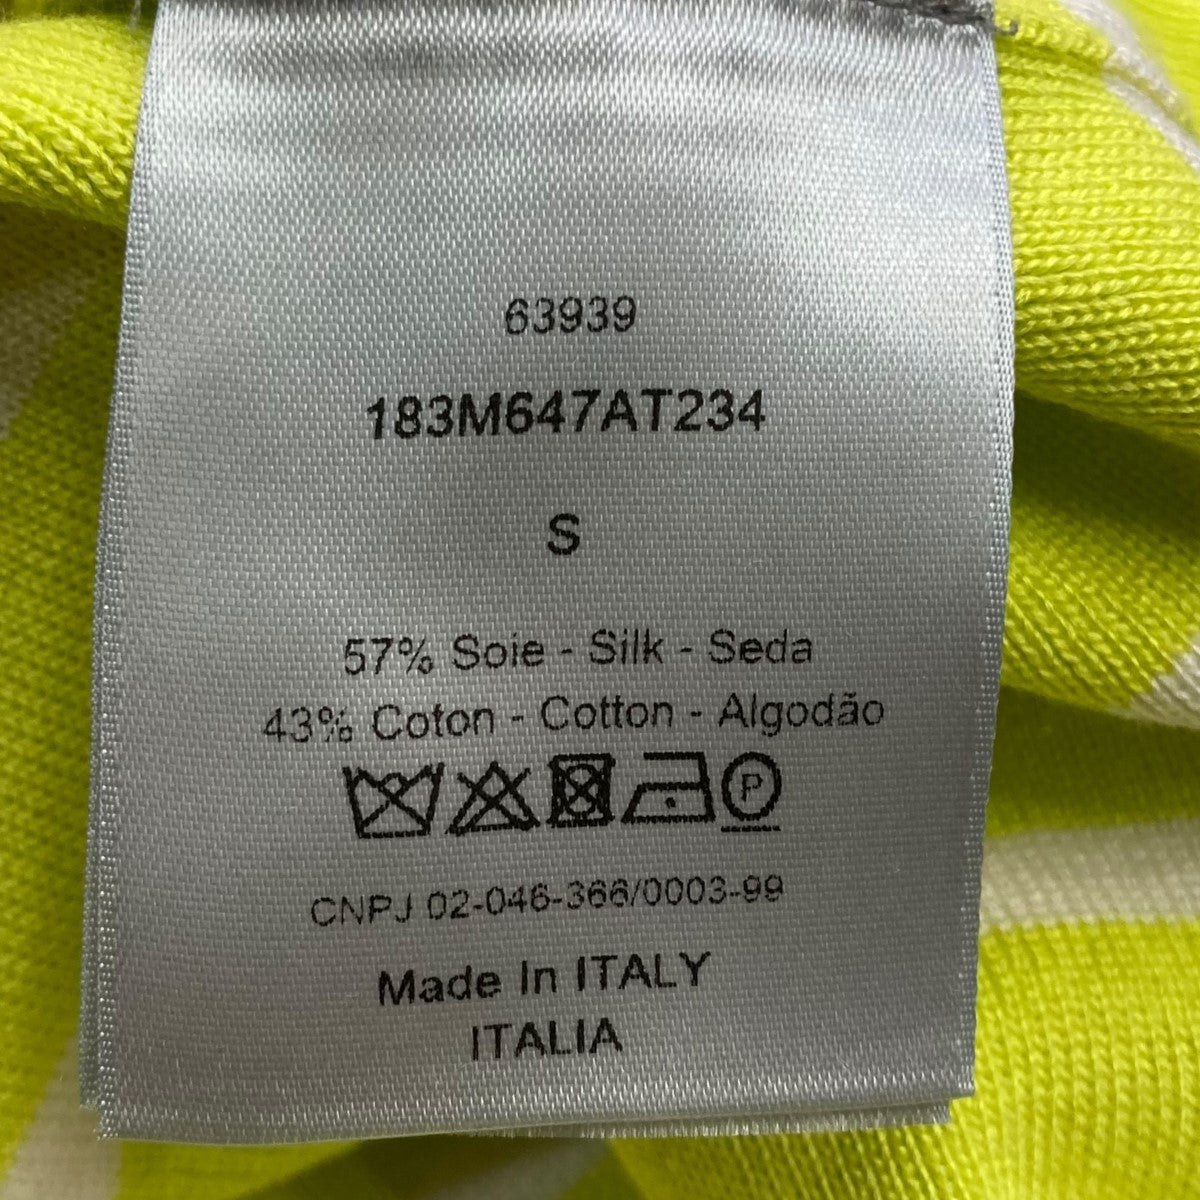 63939
183M647AT234
S
57% Soie - Silk - Seda
43% Coton - Cotton - Algodão
P
CNPJ 02-046-366/0003-99
Made In ITALY
ITALIA